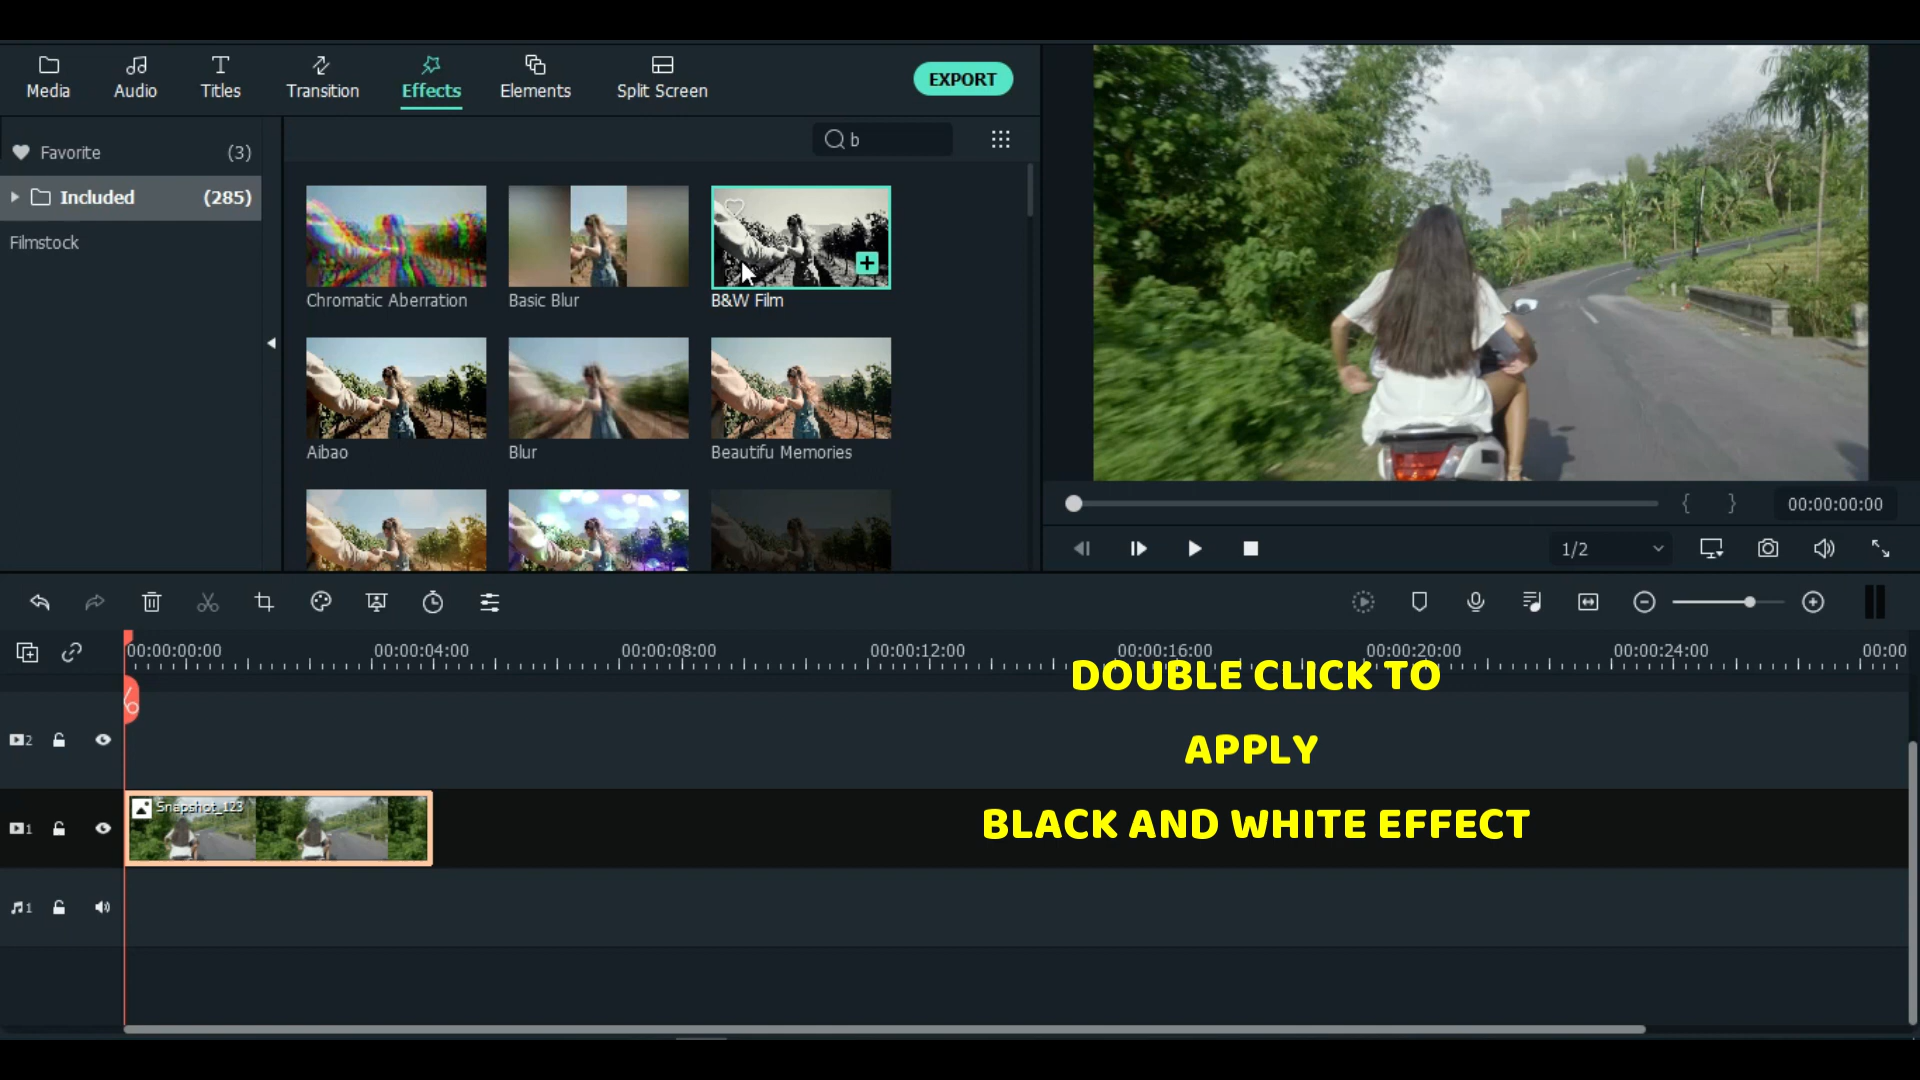 Media
Audio
Titles
Transition
Effects
Elements
Split Screen
EXPORT
Favorite (3)
Included (285)
Filmstock
b
Chromatic Aberration
Basic Blur
B&W Film
Aibao
Blur
Beautifu Memories
00:00:00:00
1/2
00:00:00:00
00:00:04:00
00:00:08:00
00:00:12:00
00:00:16:00
00:00:20:00
00:00:24:00
00:00
DOUBLE CLICK TO
APPLY
BLACK AND WHITE EFFECT
2
1
Snapshot_123
1